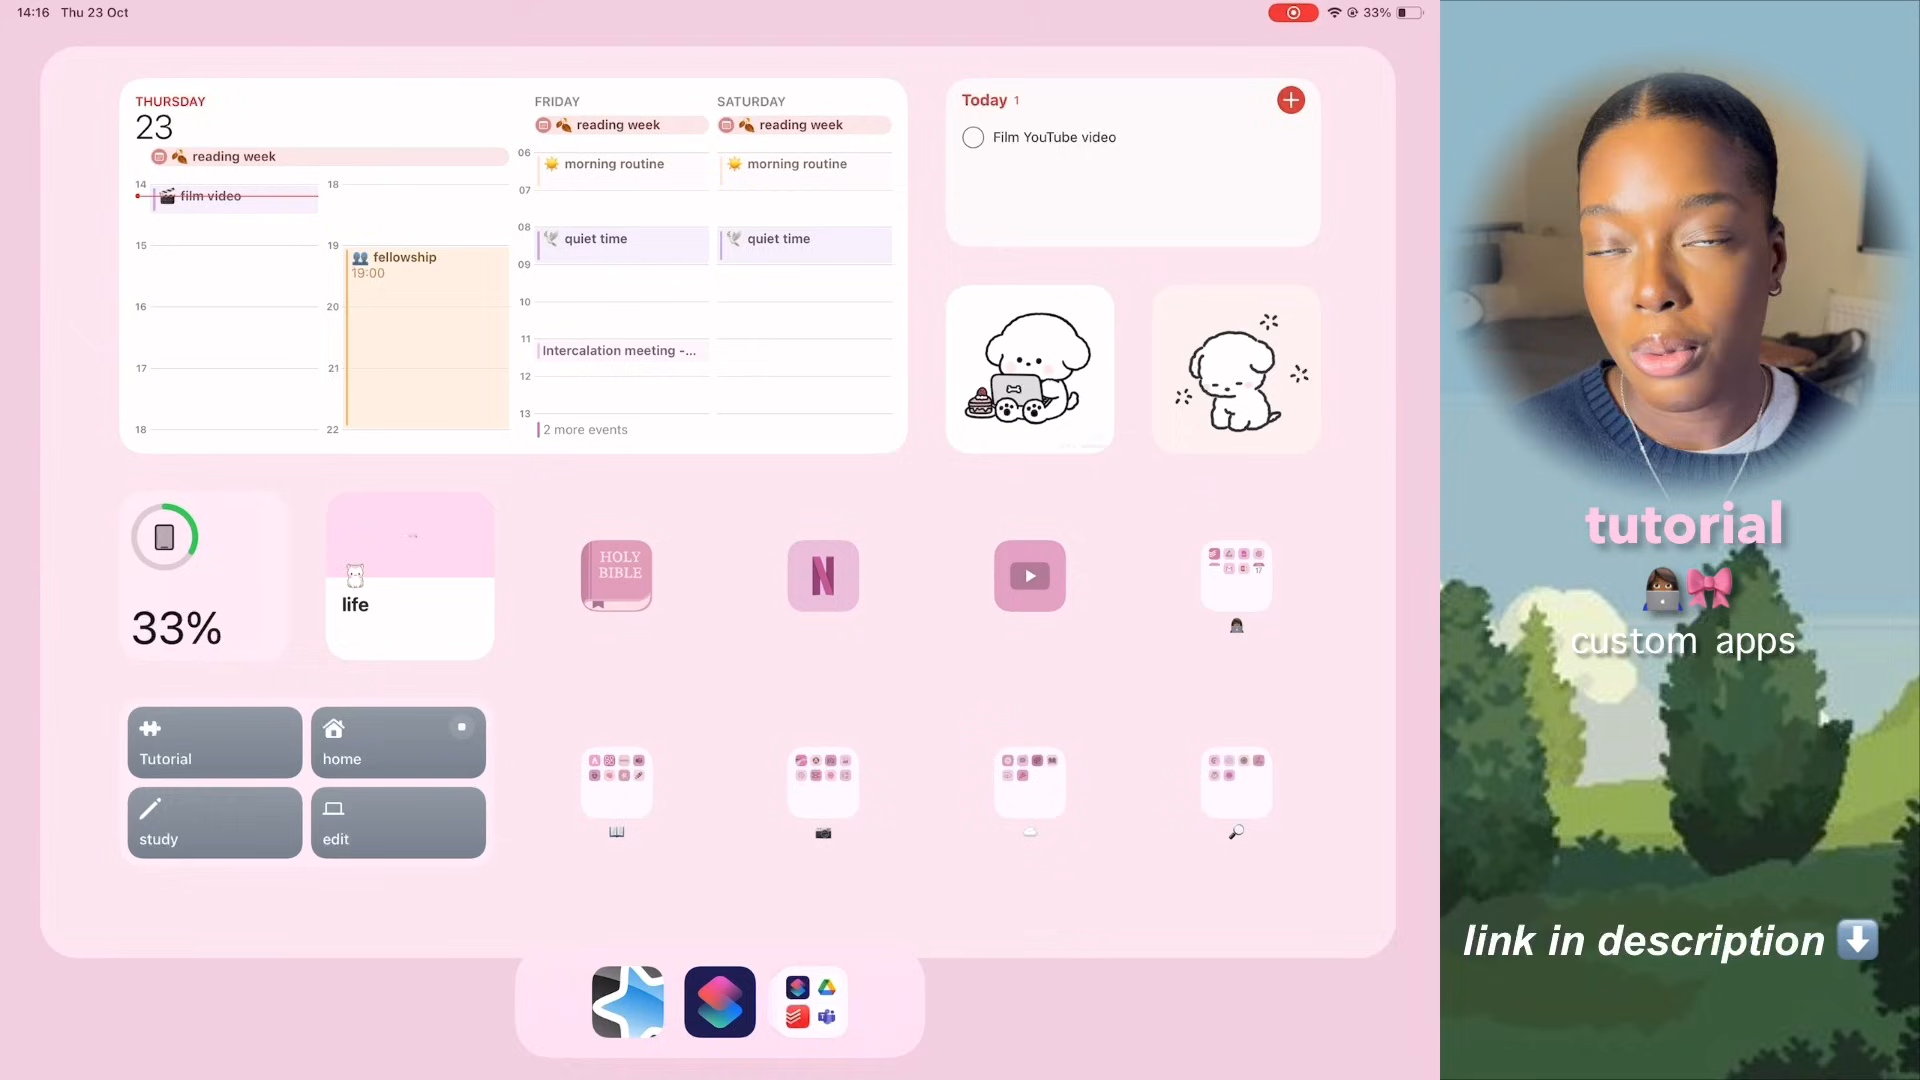 14:16 Thu 23 Oct
33%
THURSDAY
23
reading week
14
film video
15
16
17
18
18
19
fellowship
19:00
20
21
22
FRIDAY
reading week
06
morning routine
07
08
quiet time
09
10
11
Intercalation meeting -...
12
13
2 more events
SATURDAY
reading week
morning routine
quiet time
Today 1
Film YouTube video
33%
life
HOLY
BIBLE
N
17
Tutorial
home
study
edit
tutorial
custom apps
link in description